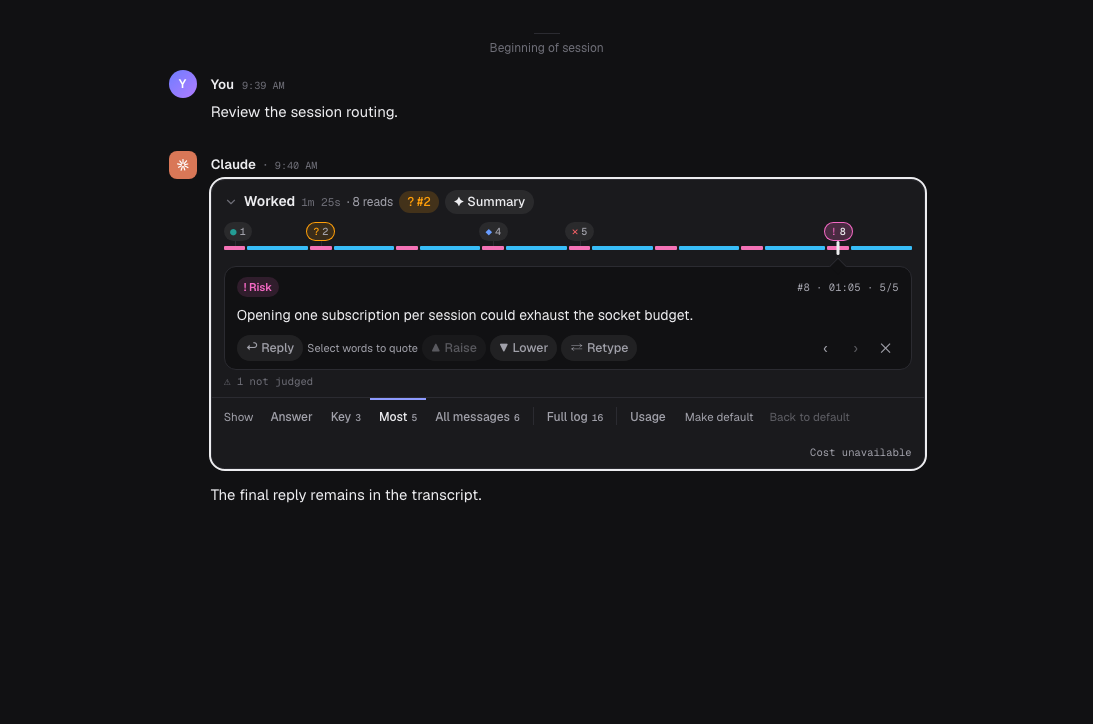 Beginning of session
Y You 9:39 AM
Review the session routing.
Claude · 9:40 AM
Worked 1m 25s · 8 reads ? #2 ✦ Summary
● 1 ? 2 ◆ 4 × 5 ! 8
! Risk #8 · 01:05 · 5/5
Opening one subscription per session could exhaust the socket budget.
↩ Reply Select words to quote ▲ Raise ▼ Lower ⇄ Retype ‹ › ×
⚠ 1 not judged
Show Answer Key 3 Most 5 All messages 6 Full log 16 Usage Make default Back to default
Cost unavailable
The final reply remains in the transcript.